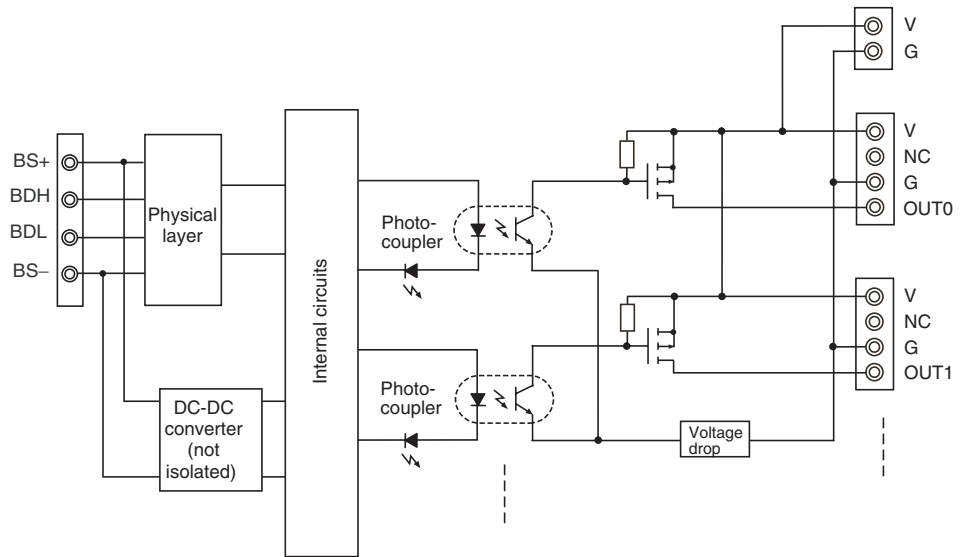 V
G
BS+
BDH
BDL
BS–
Physical
layer
Internal circuits
Photo-
coupler
V
NC
G
OUT0
DC-DC
converter
(not
isolated)
Photo-
coupler
V
NC
G
OUT1
Voltage
drop